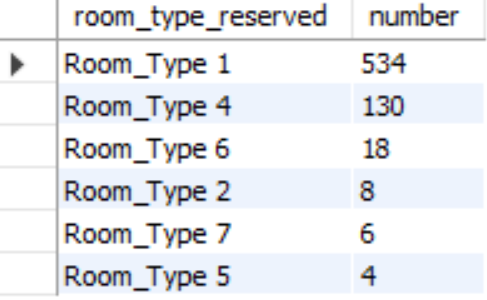 room_type_reserved number
Room_Type 1 534
Room_Type 4 130
Room_Type 6 18
Room_Type 2 8
Room_Type 7 6
Room_Type 5 4